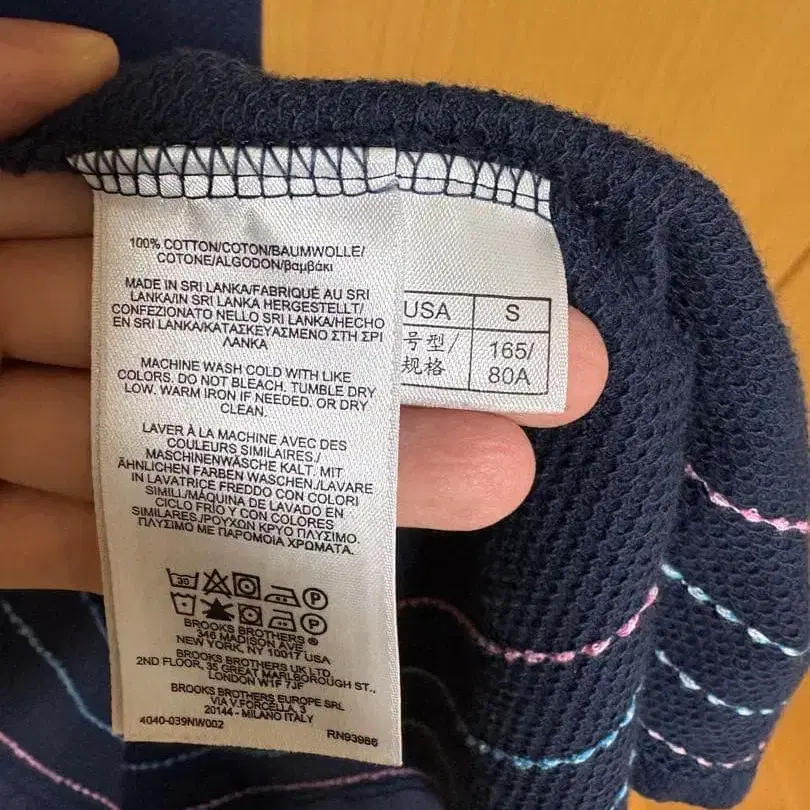 100% COTTON/COTON/BAUMWOLLE/
COTONE/ALGODON/βαμβάκι
MADE IN SRI LANKA/FABRIQUÉ AU SRI
LANKA/IN SRI LANKA HERGESTELLT/
CONFEZIONATO NELLO SRI LANKA/HECHO
EN SRI LANKA/ΚΑΤΑΣΚΕΥΑΣΜΕΝΟ ΣΤΗ ΣΡΙ
ΛΑΝΚΑ
MACHINE WASH COLD WITH LIKE
COLORS. DO NOT BLEACH. TUMBLE DRY
LOW. WARM IRON IF NEEDED. OR DRY
CLEAN.
LAVER À LA MACHINE AVEC DES
COULEURS SIMILAIRES./
MASCHINENWÄSCHE KALT. MIT
ÄHNLICHEN FARBEN WASCHEN./LAVARE
IN LAVATRICE FREDDO CON COLORI
SIMILI./MÁQUINA DE LAVADO EN
CICLO FRÍO Y CON COLORES
SIMILARES./ΡΟΥΧΩΝ ΚΡΥΟ ΠΛΥΣΙΜΟ.
ΠΛΥΣΙΜΟ ΜΕ ΠΑΡΟΜΟΙΑ ΧΡΩΜΑΤΑ.
30 P
P
BROOKS BROTHERS ®
346 MADISON AVE.
NEW YORK, NY 10017 USA
BROOKS BROTHERS UK LTD.
2ND FLOOR, 35 GREAT MARLBOROUGH ST.,
LONDON W1F 7JF
BROOKS BROTHERS EUROPE SRL
VIA V.FORCELLA, 3
20144 - MILANO ITALY
4040-039NW002 RN93986
USA S
号型/ 165/
规格 80A